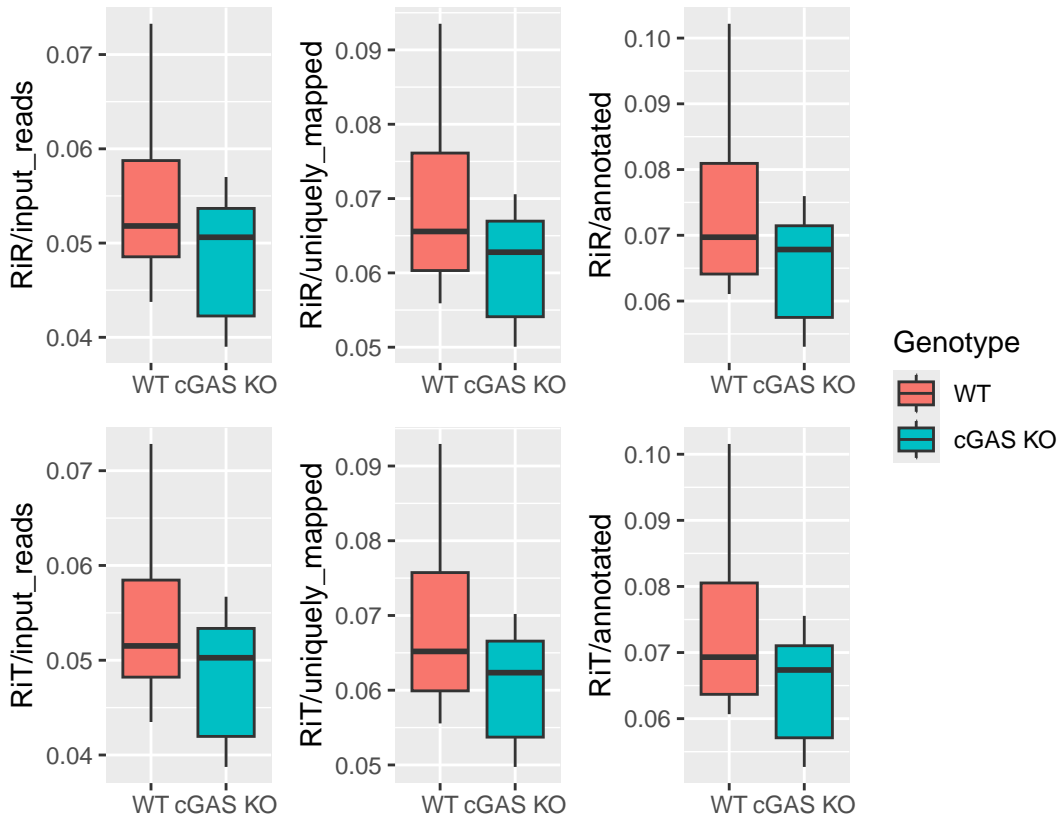 RiR/input_reads
0.07
0.06
0.05
0.04
WT cGAS KO
RiR/uniquely_mapped
0.09
0.08
0.07
0.06
0.05
WT cGAS KO
RiR/annotated
0.10
0.09
0.08
0.07
0.06
WT cGAS KO
Genotype
WT
cGAS KO
RiT/input_reads
0.07
0.06
0.05
0.04
WT cGAS KO
RiT/uniquely_mapped
0.09
0.08
0.07
0.06
0.05
WT cGAS KO
RiT/annotated
0.10
0.09
0.08
0.07
0.06
WT cGAS KO